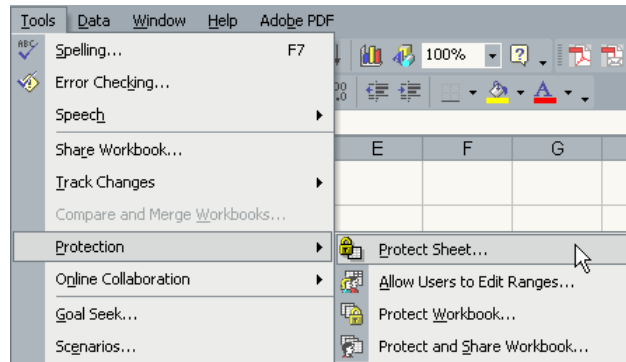 Tools Data Window Help Adobe PDF
ABC Spelling... F7
100%
Error Checking...
Speech
Share Workbook...
E F G
Track Changes
Compare and Merge Workbooks...
Protection
Protect Sheet...
Online Collaboration
Allow Users to Edit Ranges...
Goal Seek...
Protect Workbook...
Scenarios...
Protect and Share Workbook...